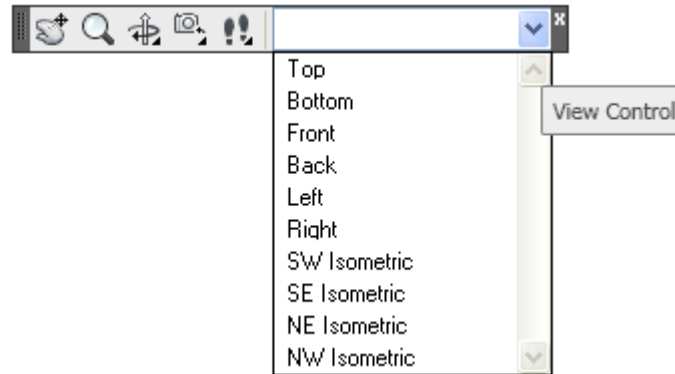 Top
View Control
Bottom
Front
Back
Left
Right
SW Isometric
SE Isometric
NE Isometric
NW Isometric